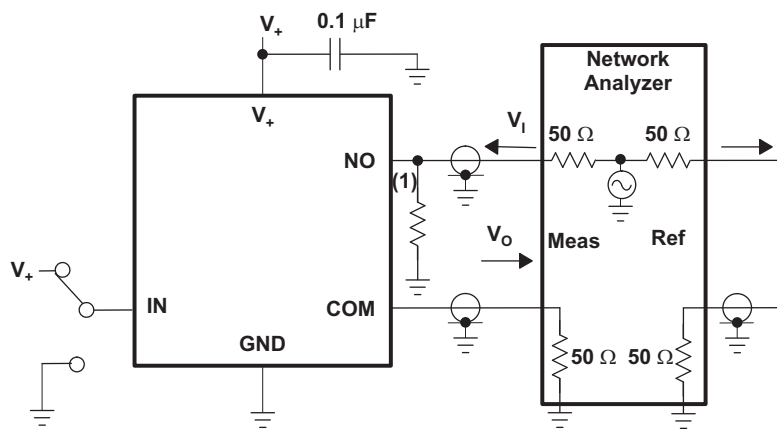 V+
0.1 μF
V+
Network
Analyzer
VI
50 Ω
50 Ω
NO
(1)
VO
Meas
Ref
V+
IN
COM
GND
50 Ω
50 Ω